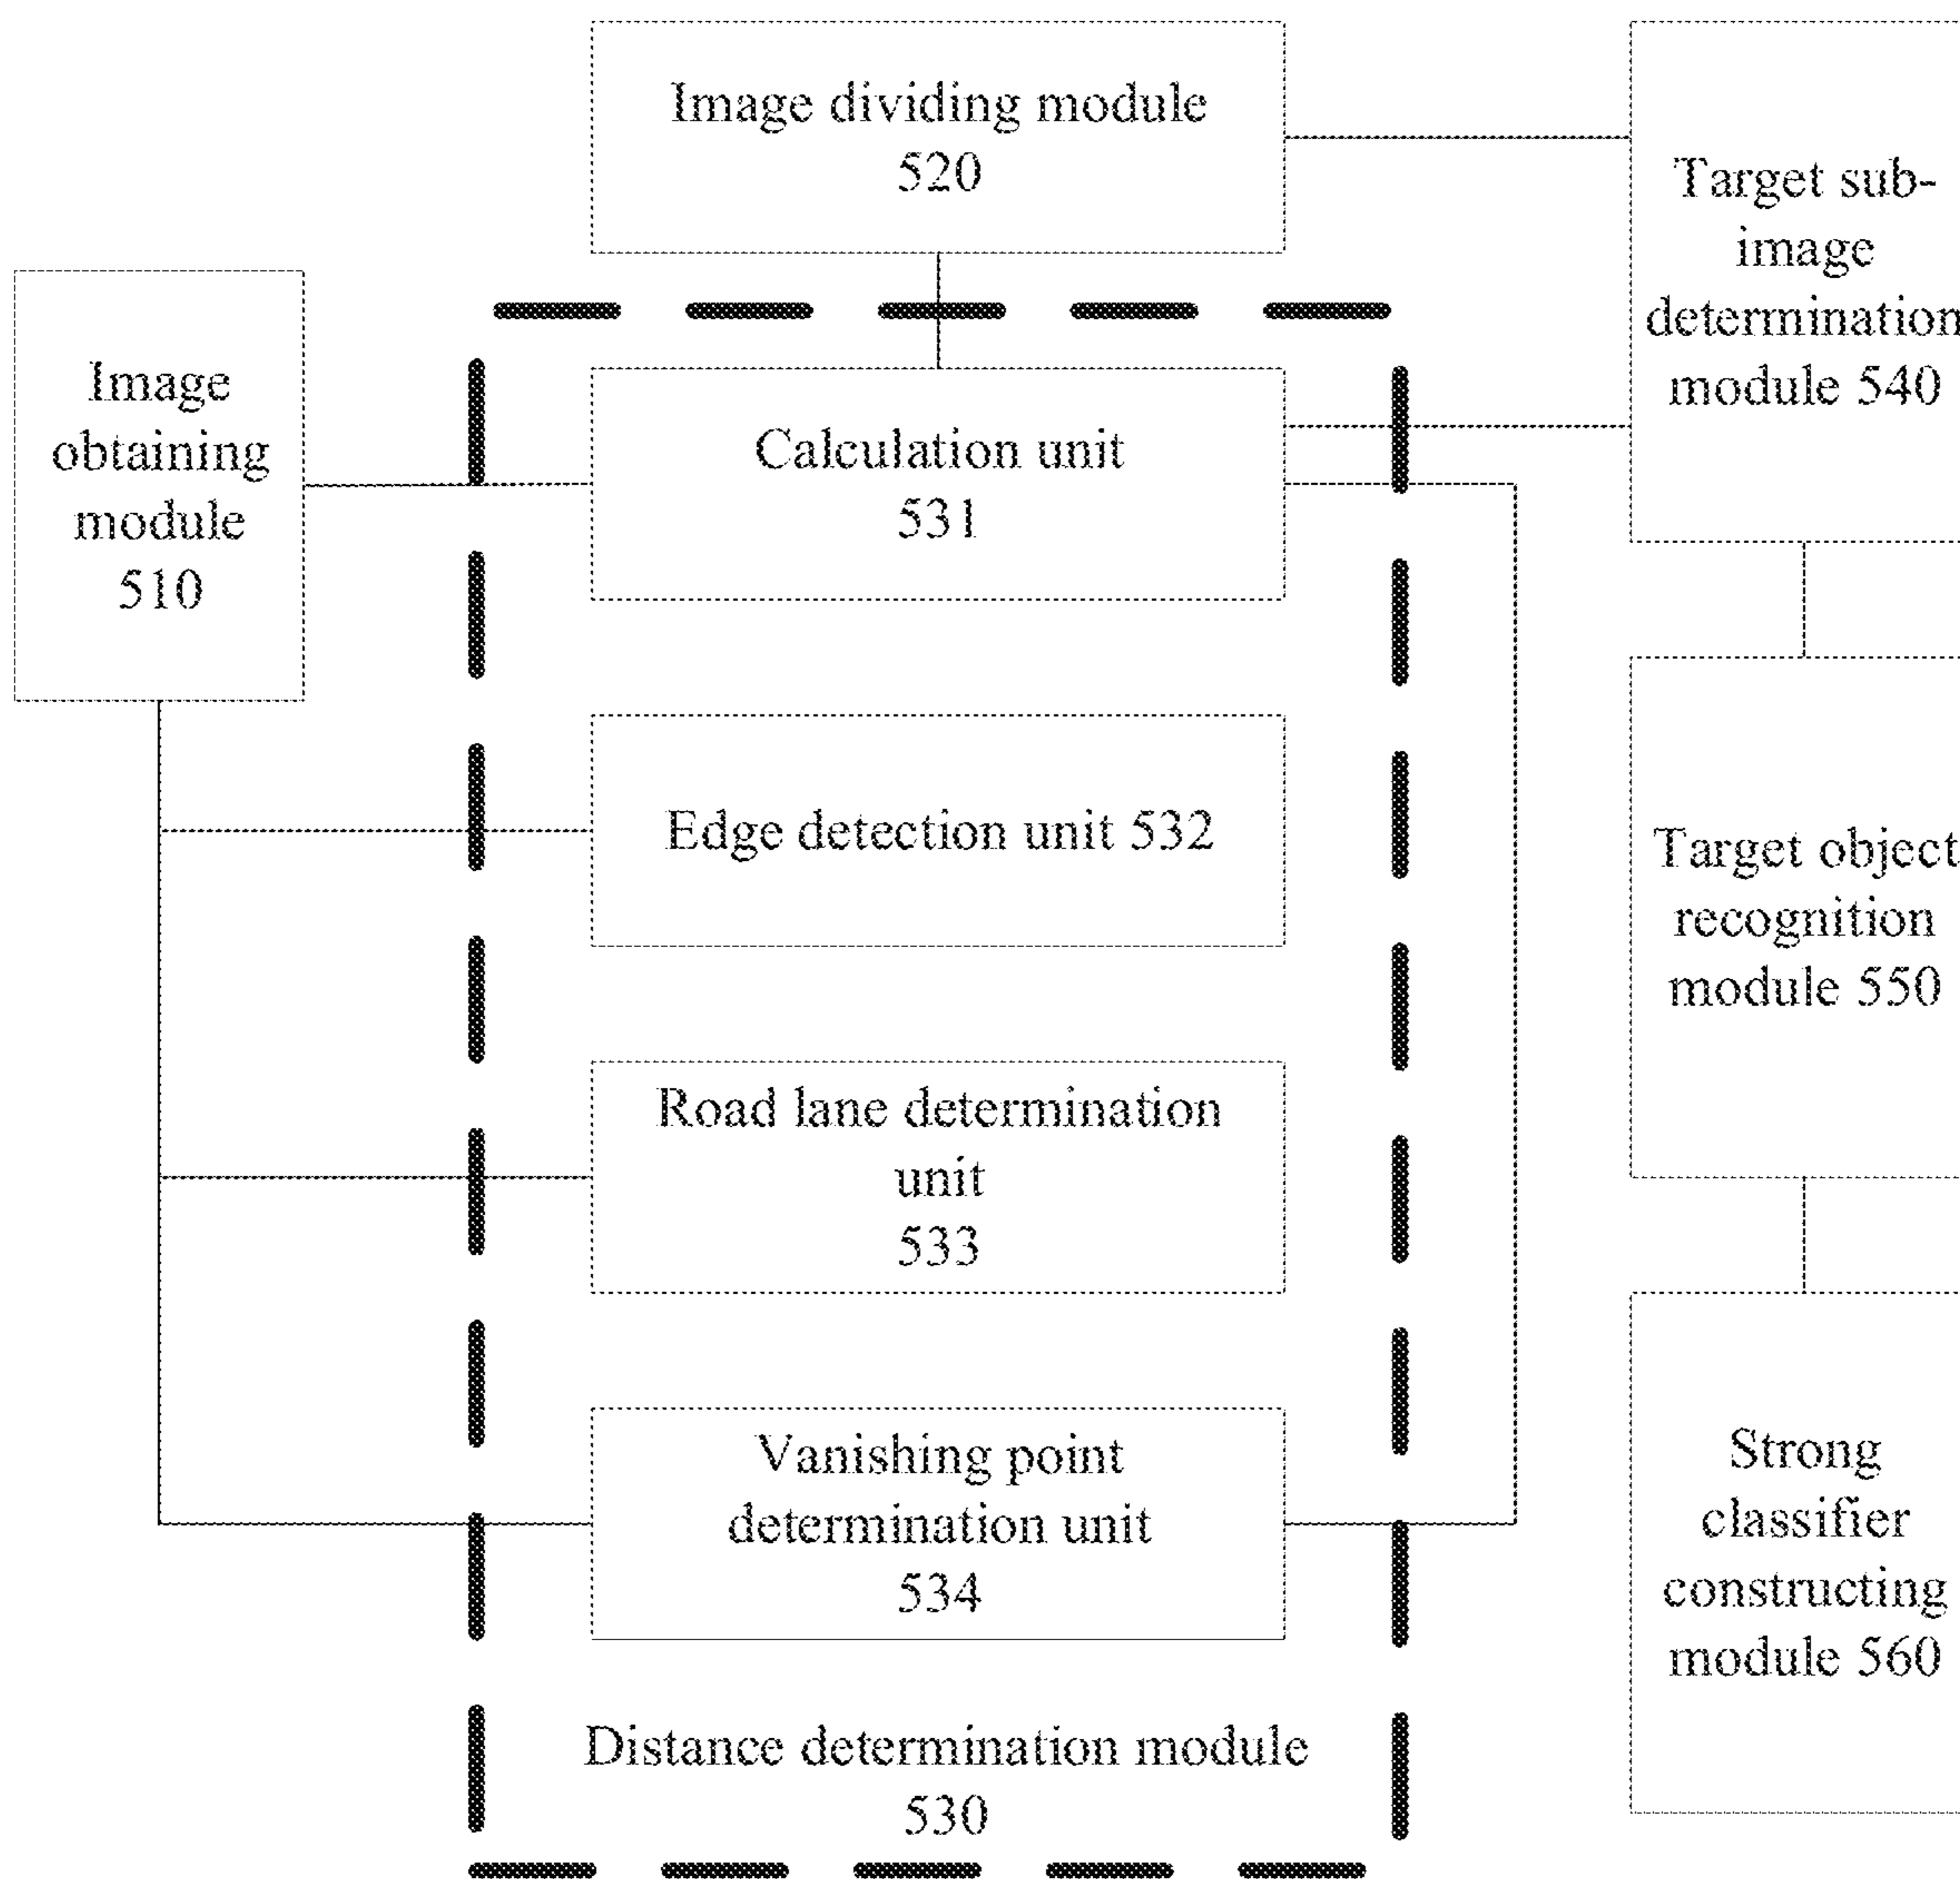 Image dividing module
520
Target sub-
image
determination
module 540
Image
obtaining
module
510
Calculation unit
531
Edge detection unit 532
Target object
recognition
module 550
Road lane determination
unit
533
Vanishing point
determination unit
534
Strong
classifier
constructing
module 560
Distance determination module
530